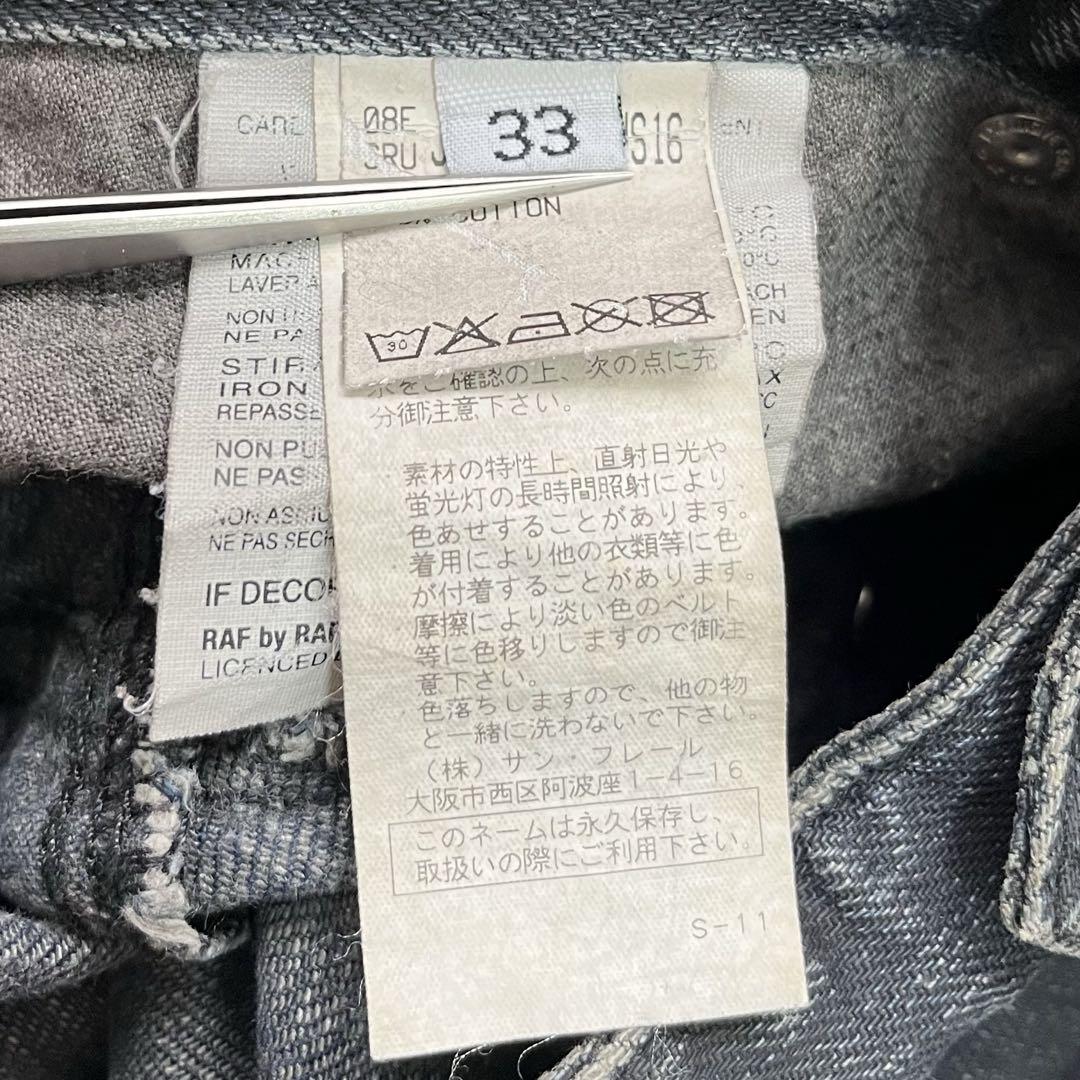 33
08E
S16
COTTON
30
CARE
LAVER A
NE PA
IRON
REPASSE
NON PU
NE PAS
NE PAS SECH
IF DECO
RAF by RAF
LICENCED
をご確認の上、次の点に充
分御注意下さい。
素材の特性上、直射日光や
蛍光灯の長時間照射により、
色あせすることがあります。
着用により他の衣類等に色
が付着することがあります。
摩擦により淡い色のベルト
等に色移りしますので御注
意下さい。
色落ちしますので、他の物
と一緒に洗わないで下さい。
(株)サン・フレール
大阪市西区阿波座1-4-16
このネームは永久保存し、
取扱いの際にご利用下さい。
S-11